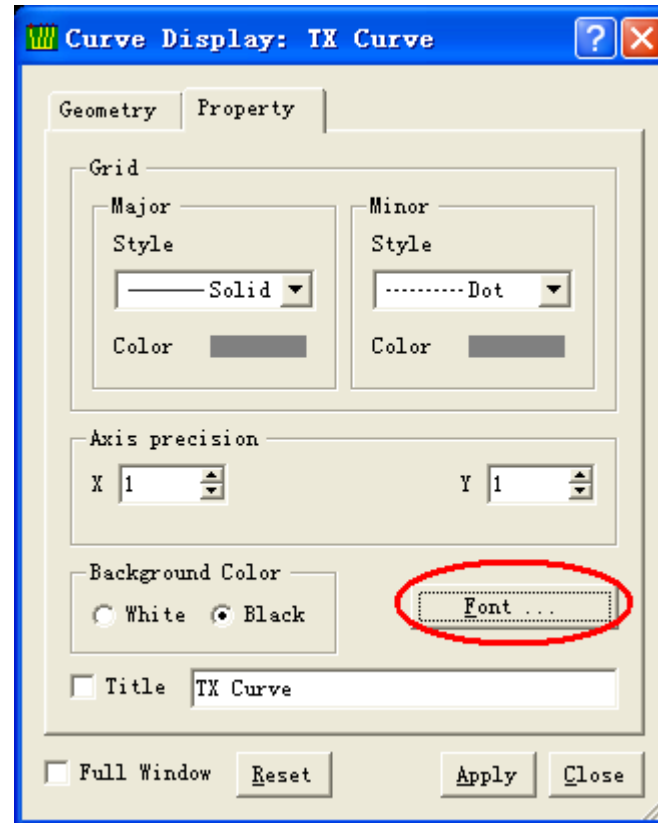 Curve Display: TX Curve
Geometry Property
Grid
Major Minor
Style Style
Solid Dot
Color Color
Axis precision
X 1 Y 1
Background Color
White Black Font ...
Title TX Curve
Full Window Reset Apply Close